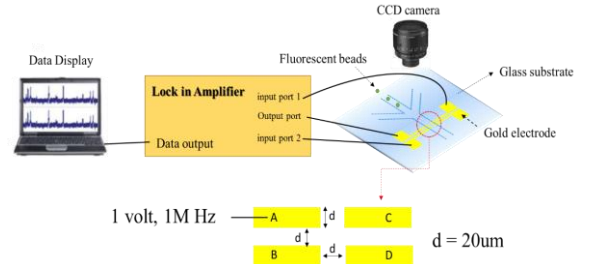 CCD camera
Data Display
Fluorescent beads
Glass substrate
Lock in Amplifier
input port 1
Output port
Gold electrode
Data output
input port 2
1 volt, 1M Hz
A
d
C
d
d = 20um
B
d
D